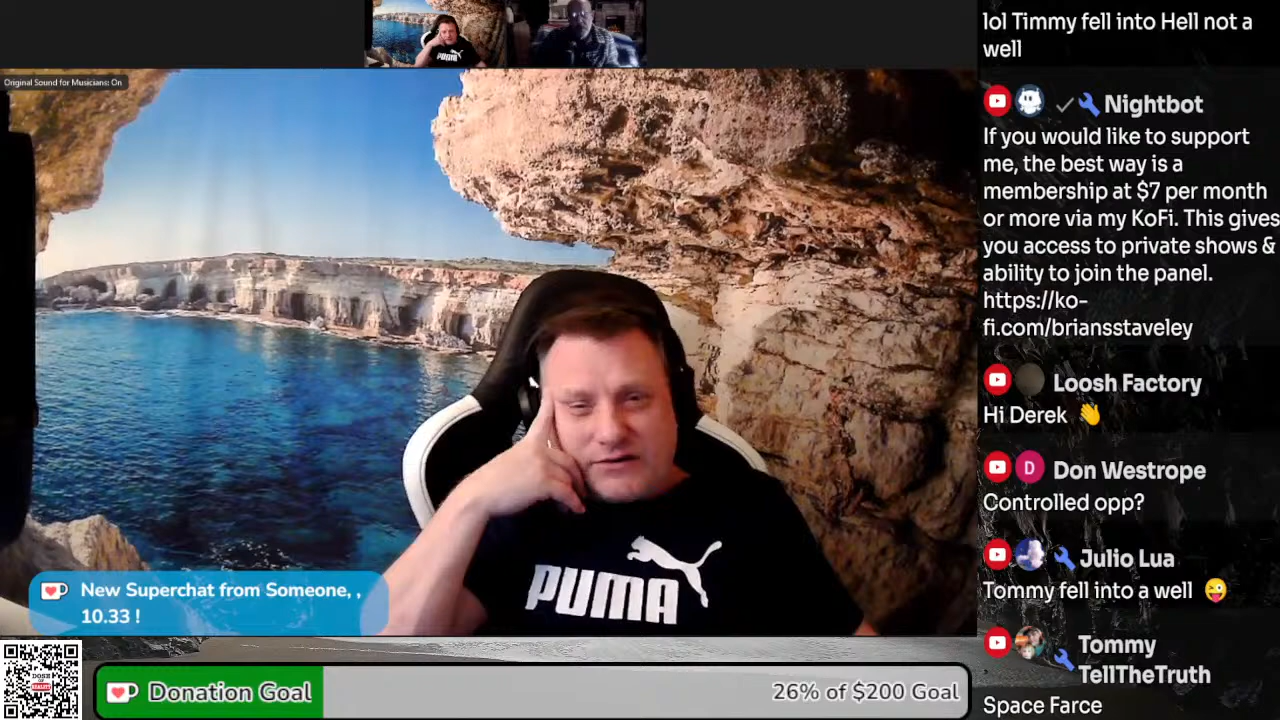 Original Sound for Musicians: On
PUMA
PUMA
New Superchat from Someone, ,
10.33 !
DOSE
OF
Donation Goal
26% of $200 Goal
lol Timmy fell into Hell not a
well
Nightbot
If you would like to support
me, the best way is a
membership at $7 per month
or more via my KoFi. This gives
you access to private shows &
ability to join the panel.
https://ko-
fi.com/briansstaveley
Loosh Factory
Hi Derek 👋
D Don Westrope
Controlled opp?
Julio Lua
Tommy fell into a well 😜
Tommy
TellTheTruth
Space Farce